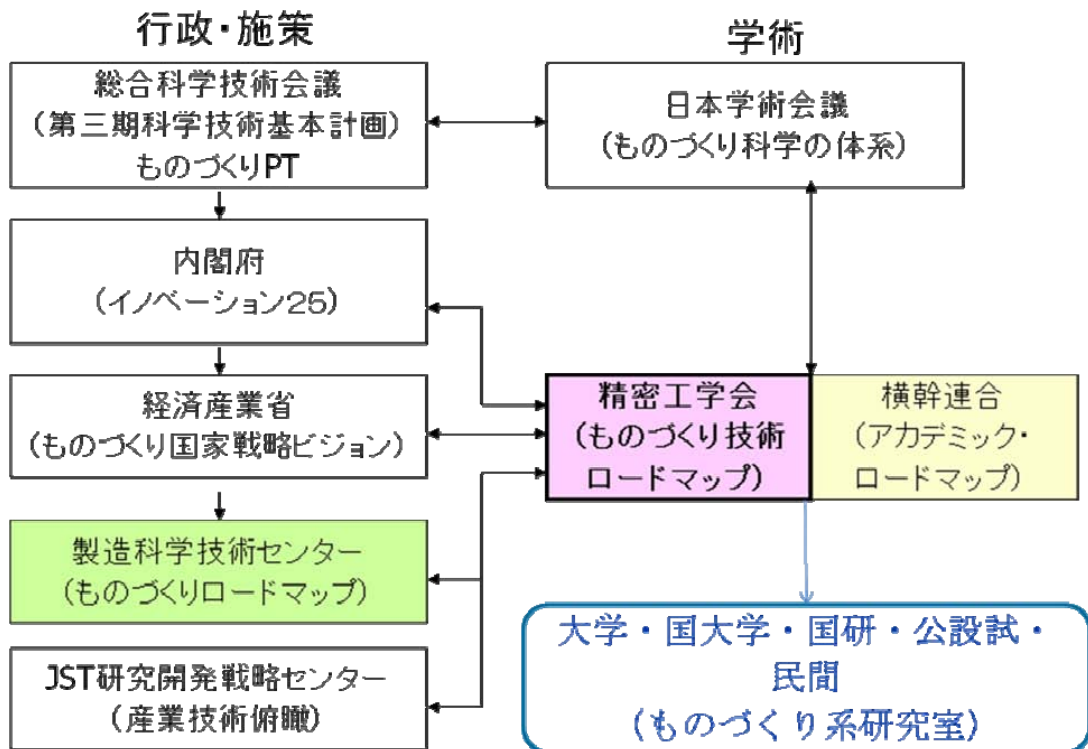 行政・施策
総合科学技術会議
(第三期科学技術基本計画)
ものづくりPT
内閣府
(イノベーション25)
経済産業省
(ものづくり国家戦略ビジョン)
製造科学技術センター
(ものづくりロードマップ)
JST研究開発戦略センター
(産業技術俯瞰)
学術
日本学術会議
(ものづくり科学の体系)
精密工学会
(ものづくり技術
ロードマップ)
横幹連合
(アカデミック・
ロードマップ)
大学・国大学・国研・公設試・
民間
(ものづくり系研究室)